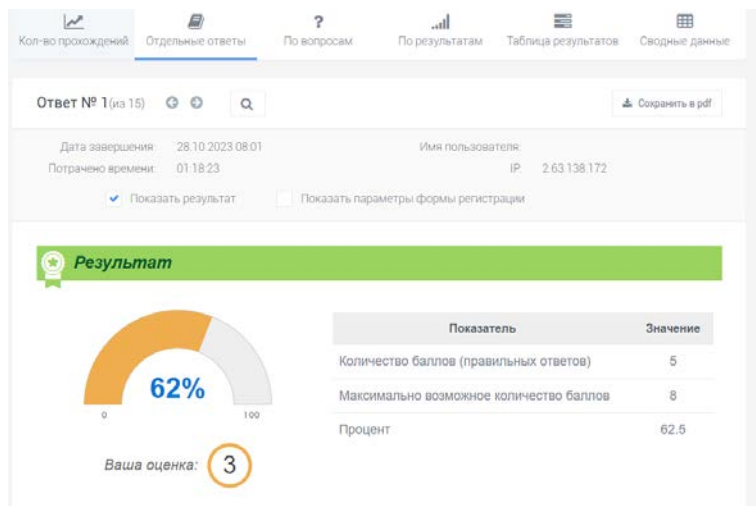 Кол-во прохождений Отдельные ответы ? По вопросам По результатам Таблица результатов Сводные данные
Ответ № 1(из 15) Сохранить в pdf
Дата завершения: 28.10.2023 08:01 Имя пользователя:
Потрачено времени: 01:18:23 IP: 2.63.138.172
Показать результат Показать параметры формы регистрации
Результат
Показатель Значение
Количество баллов (правильных ответов) 5
62% Максимально возможное количество баллов 8
0 100
Процент 62.5
Ваша оценка: 3